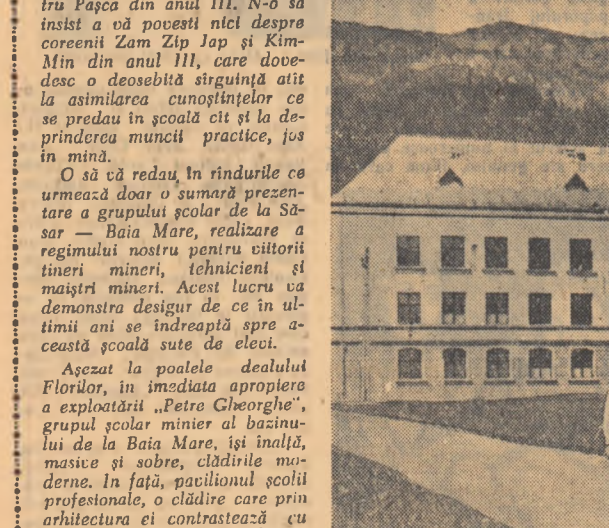 tru Pașca din anul III. N-o să
insist a vă povesti nici despre
coreenii Zam Zip Jap și Kim-
Min din anul III, care dove-
desc o deosebită sîrguință atît
la asimilarea cunoștințelor ce
se predau în școală cît și la de-
prinderea muncii practice, jos
in mină.
O să vă redau, în rîndurile ce
urmează doar o sumară prezen-
tare a grupului școlar de la Să-
sar — Baia Mare, realizare a
regimului nostru pentru viitorii
tineri mineri, tehnicieni și
maiștri mineri. Acest lucru va
demonstra desigur de ce în ul-
timii ani se îndreaptă spre a-
ceastă școală sute de elevi.
Așezat la poalele dealului
Florilor, în imediata apropiere
a exploatării „Petre Gheorghe",
grupul școlar minier al bazinu-
lui de la Baia Mare, își înalță,
masive și sobre, clădirile mo-
derne. In față, pavilionul școlii
profesionale, o clădire care prin
arhitectura ei contrastează cu